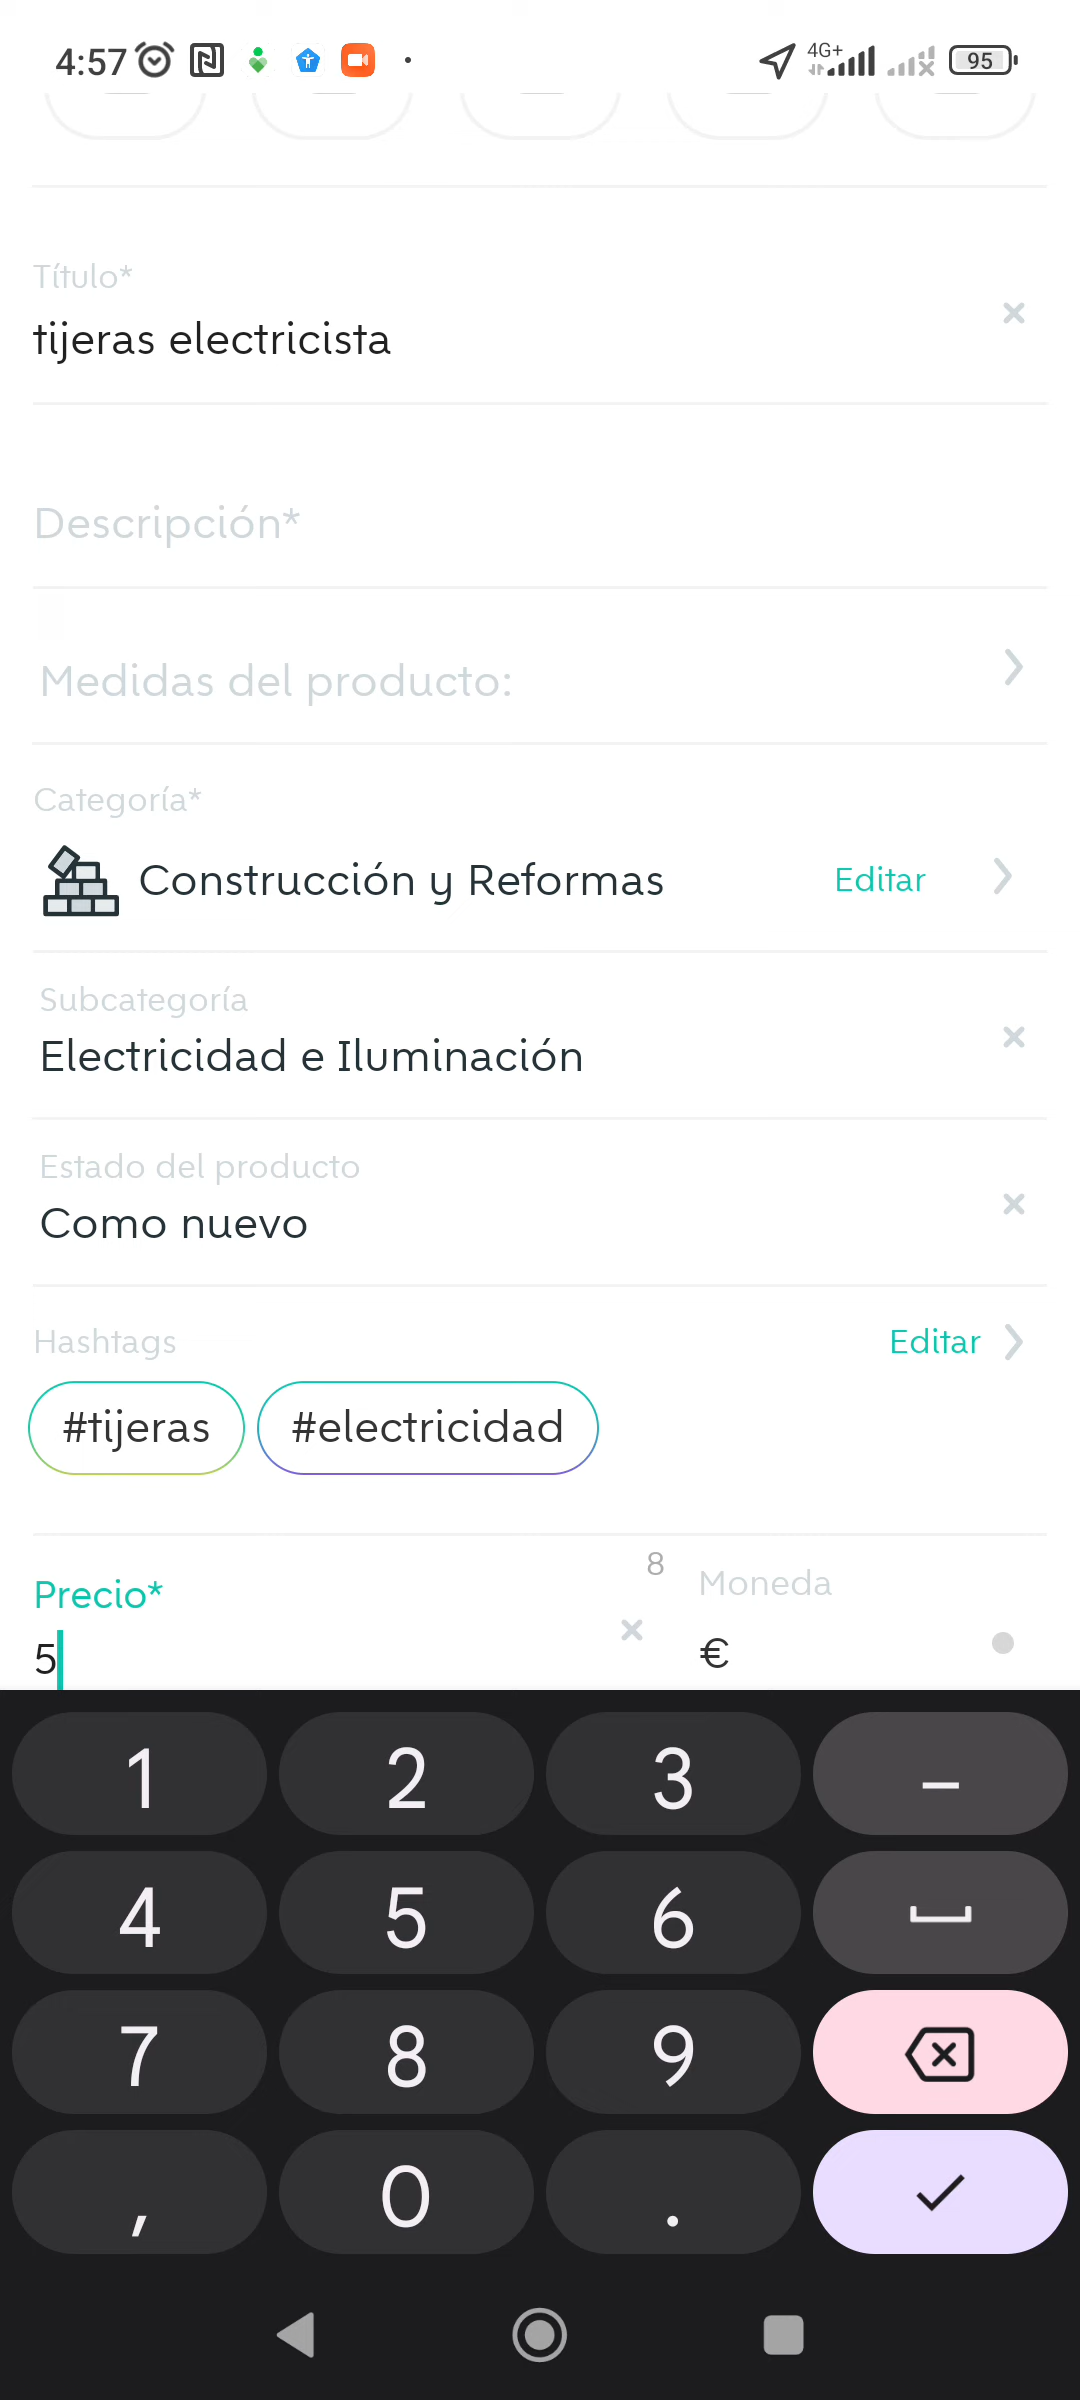 4:57
4G+
95
Título*
tijeras electricista
Descripción*
Medidas del producto:
Categoría*
Construcción y Reformas
Editar
Subcategoría
Electricidad e Iluminación
Estado del producto
Como nuevo
Hashtags
Editar
#tijeras #electricidad
8
Precio*
Moneda
5
€
1 2 3 –
4 5 6
7 8 9
, 0 .